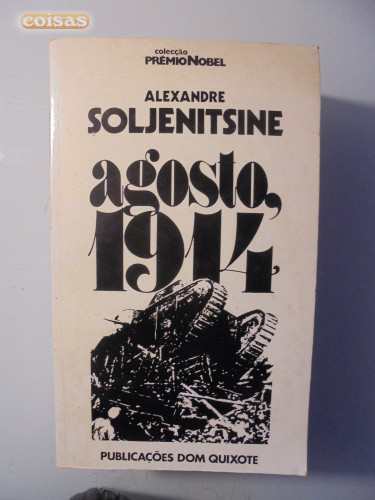 coisas
colecção
PRÉMIO NOBEL
ALEXANDRE
SOLJENITSINE
agosto,
1914
PUBLICAÇÕES DOM QUIXOTE